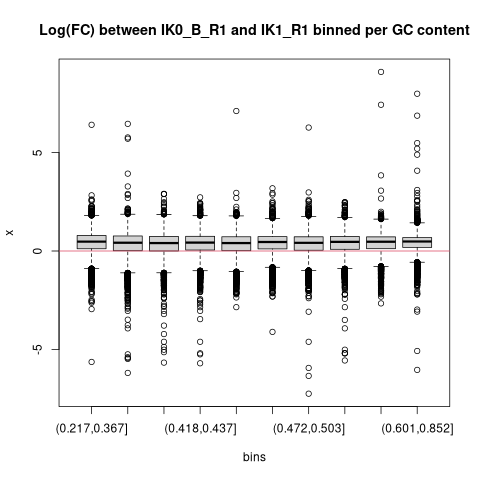 Log(FC) between IK0_B_R1 and IK1_R1 binned per GC content
x
5
0
-5
(0.217,0.367]
(0.418,0.437]
(0.472,0.503]
(0.601,0.852]
bins